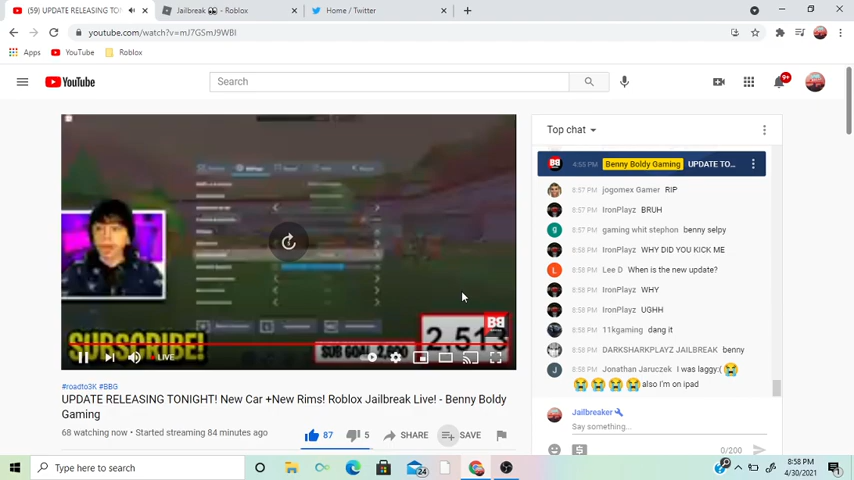 (59) UPDATE RELEASING TONIGHT!
Jailbreak - Roblox
Home / Twitter
youtube.com/watch?v=mJ7GSmJ9WBI
Apps
YouTube
Roblox
YouTube
Search
9+
Top chat
4:55 PM Benny Boldy Gaming UPDATE TO...
8:57 PM jogomex Gamer RIP
8:57 PM IronPlayz BRUH
8:57 PM gaming whit stephon benny selpy
8:58 PM IronPlayz WHY DID YOU KICK ME
8:58 PM Lee D When is the new update?
8:58 PM IronPlayz WHY
8:58 PM IronPlayz UGHH
8:58 PM 11kgaming dang it
8:58 PM DARKSHARKPLAYZ JAILBREAK benny
8:58 PM Jonathan Jaruczek I was laggy:(
also I'm on ipad
Jailbreaker
Say something...
0/200
BB
SUBSCRIBE!
LIVE
SUB GOAL 2,600
2,513
#roadto3K #BBG
UPDATE RELEASING TONIGHT! New Car +New Rims! Roblox Jailbreak Live! - Benny Boldy
Gaming
68 watching now • Started streaming 84 minutes ago
87
5
SHARE
SAVE
Type here to search
24
8:58 PM
4/30/2021